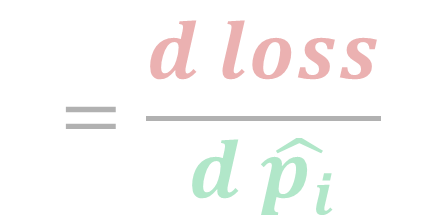 = d loss / d p̂ᵢ